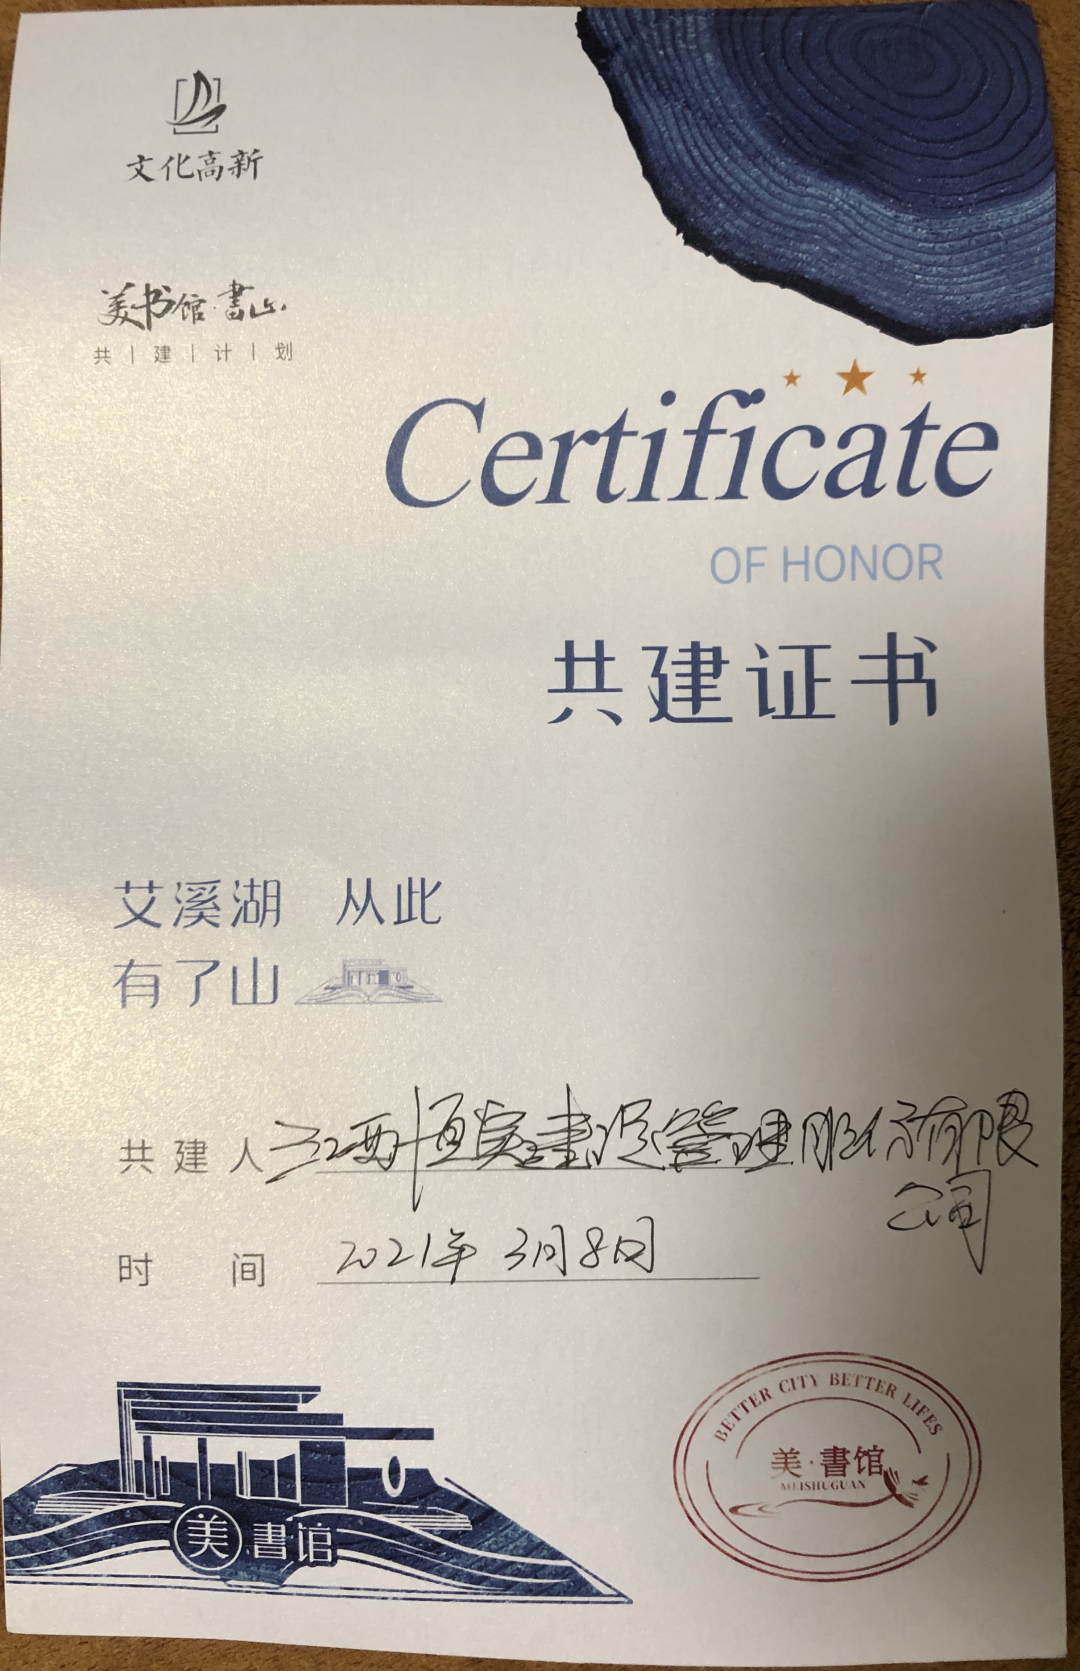 文化高新
美书馆·書山
共 | 建 | 计 | 划
Certificate
OF HONOR
共建证书
艾溪湖 从此
有了山
共建人 江西恒实建设管理股份有限
公司
时间 2021年3月8日
美·書馆
BETTER CITY BETTER LIFES
美·書馆
MEISHUGUAN